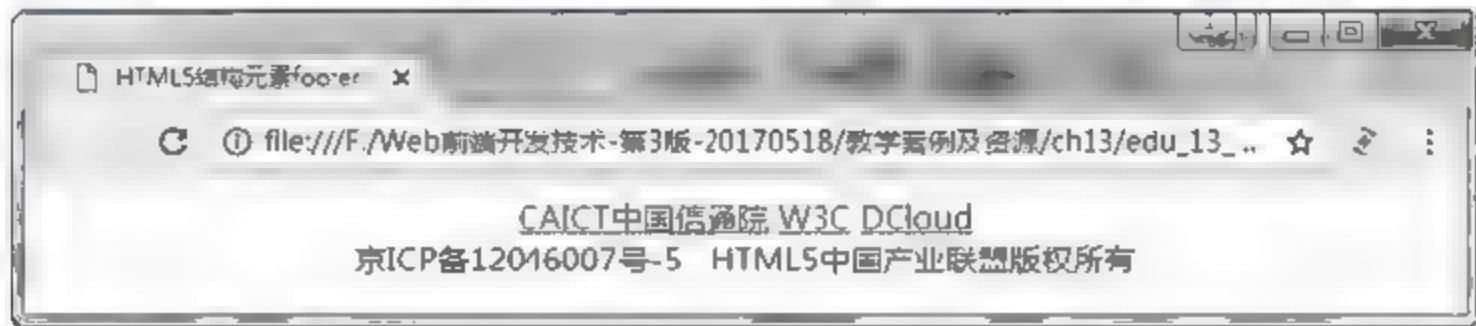 HTML5结构元素footer
file:///F:/Web前端开发技术-第3版-20170518/教学案例及资源/ch13/edu_13_...
CAICT中国信通院 W3C DCloud
京ICP备12046007号-5 HTML5中国产业联盟版权所有